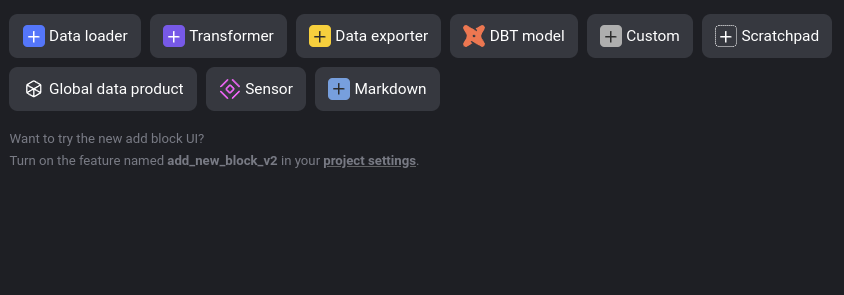 Data loader Transformer Data exporter DBT model Custom Scratchpad
Global data product Sensor Markdown
Want to try the new add block UI?
Turn on the feature named add_new_block_v2 in your project settings.